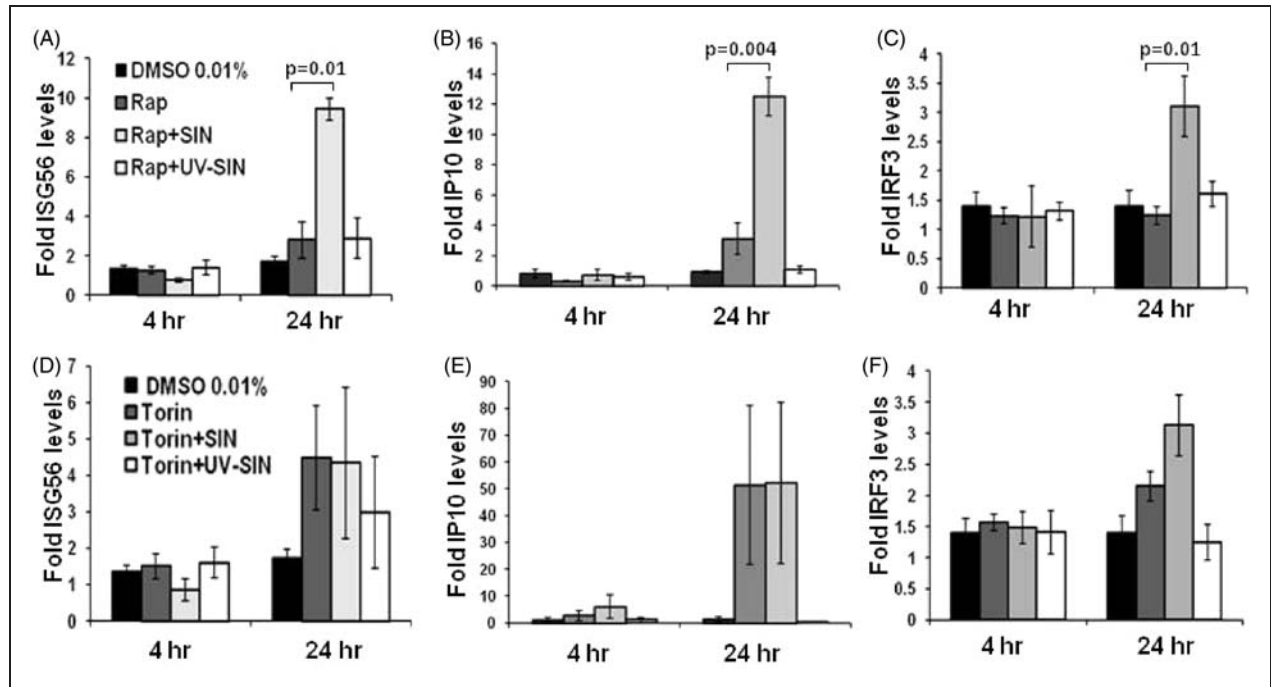 (A)
Fold ISG56 levels
12
10
8
6
4
2
0
DMSO 0.01%
Rap
Rap+SIN
Rap+UV-SIN
p=0.01
4 hr
24 hr
(B)
Fold IP10 levels
16
14
12
10
8
6
4
2
0
p=0.004
4 hr
24 hr
(C)
Fold IRF3 levels
4
3.5
3
2.5
2
1.5
1
0.5
0
p=0.01
4 hr
24 hr
(D)
Fold ISG56 levels
7
6
5
4
3
2
1
0
DMSO 0.01%
Torin
Torin+SIN
Torin+UV-SIN
4 hr
24 hr
(E)
Fold IP10 levels
90
80
70
60
50
40
30
20
10
0
4 hr
24 hr
(F)
Fold IRF3 levels
4
3.5
3
2.5
2
1.5
1
0.5
0
4 hr
24 hr